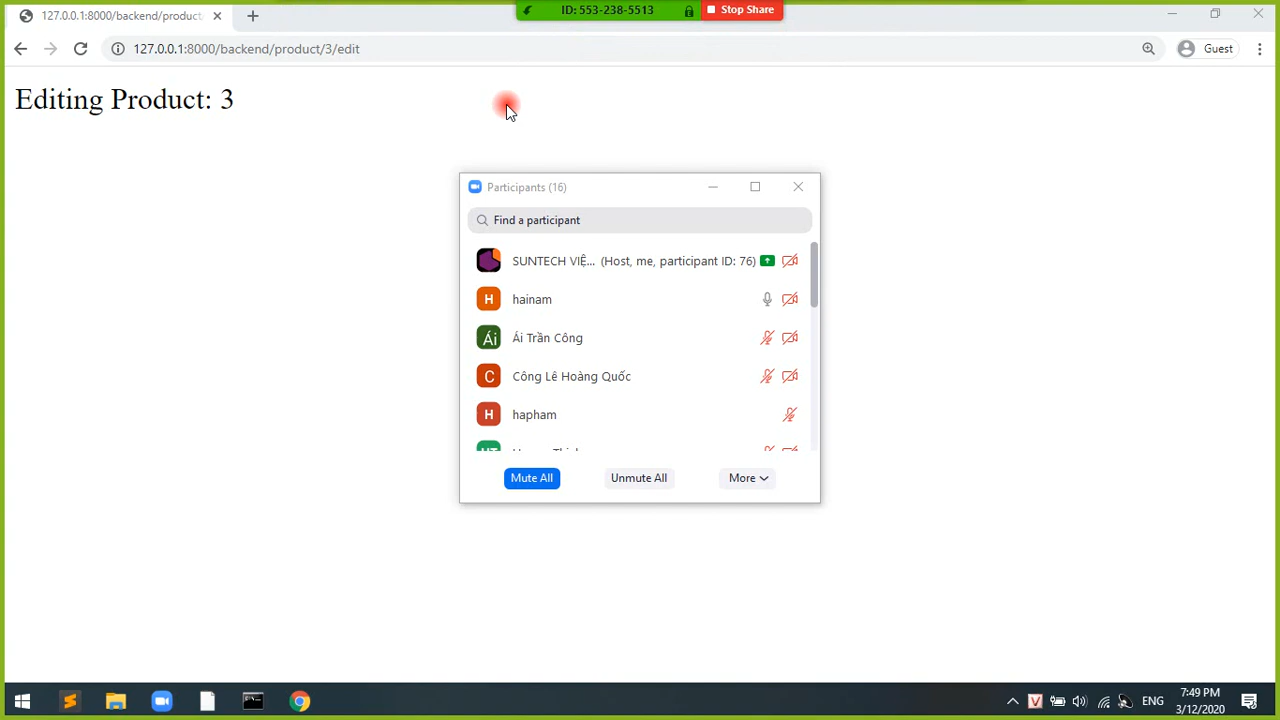 127.0.0.1:8000/backend/product
ID: 553-238-5513
Stop Share
127.0.0.1:8000/backend/product/3/edit
Guest
Editing Product: 3
Participants (16)
Find a participant
SUNTECH VIỆ... (Host, me, participant ID: 76)
H hainam
Ái Ái Trần Công
C Công Lê Hoàng Quốc
H hapham
Mute All
Unmute All
More
V
ENG
7:49 PM
3/12/2020